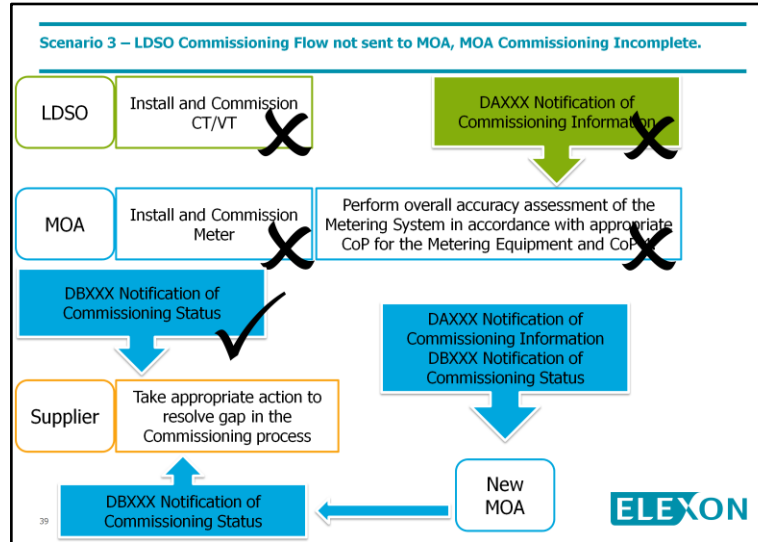 Scenario 3 – LDSO Commissioning Flow not sent to MOA, MOA Commissioning Incomplete.
LDSO
Install and Commission
CT/VT
DAXXX Notification of
Commissioning Information
MOA
Install and Commission
Meter
Perform overall accuracy assessment of the
Metering System in accordance with appropriate
CoP for the Metering Equipment and CoP
DBXXX Notification of
Commissioning Status
DAXXX Notification of
Commissioning Information
DBXXX Notification of
Commissioning Status
Supplier
Take appropriate action to
resolve gap in the
Commissioning process
New
MOA
DBXXX Notification of
Commissioning Status
39
ELEXON